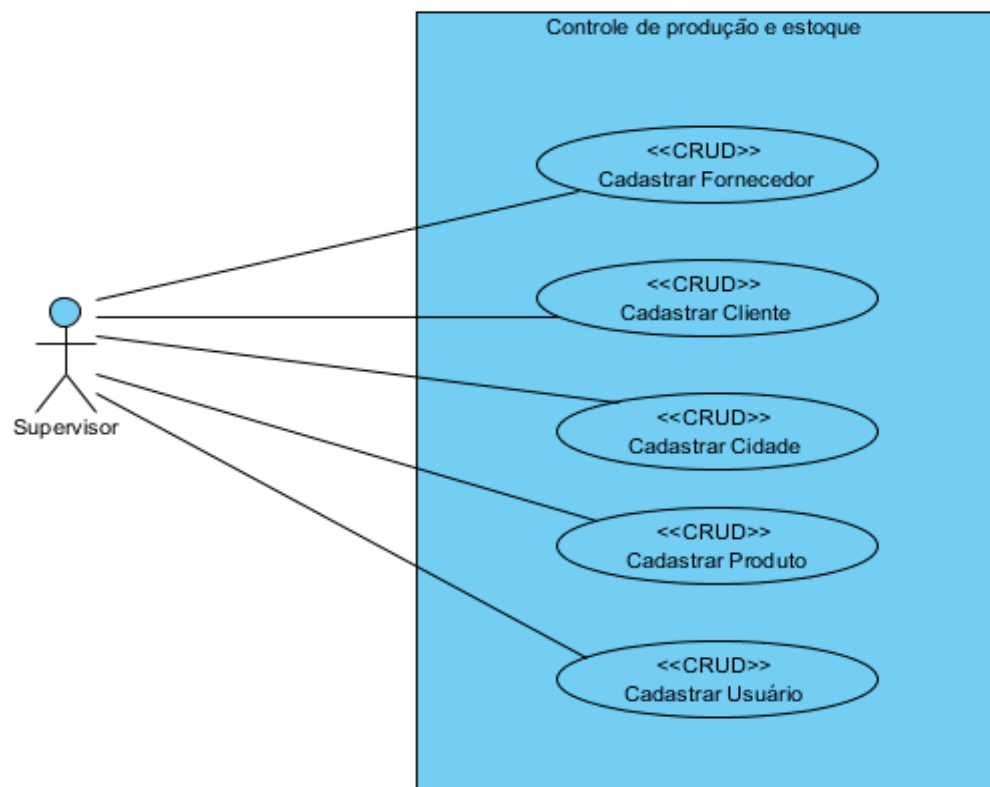 Controle de produção e estoque
<<CRUD>>
Cadastrar Fornecedor
<<CRUD>>
Cadastrar Cliente
<<CRUD>>
Cadastrar Cidade
<<CRUD>>
Cadastrar Produto
<<CRUD>>
Cadastrar Usuário
Supervisor